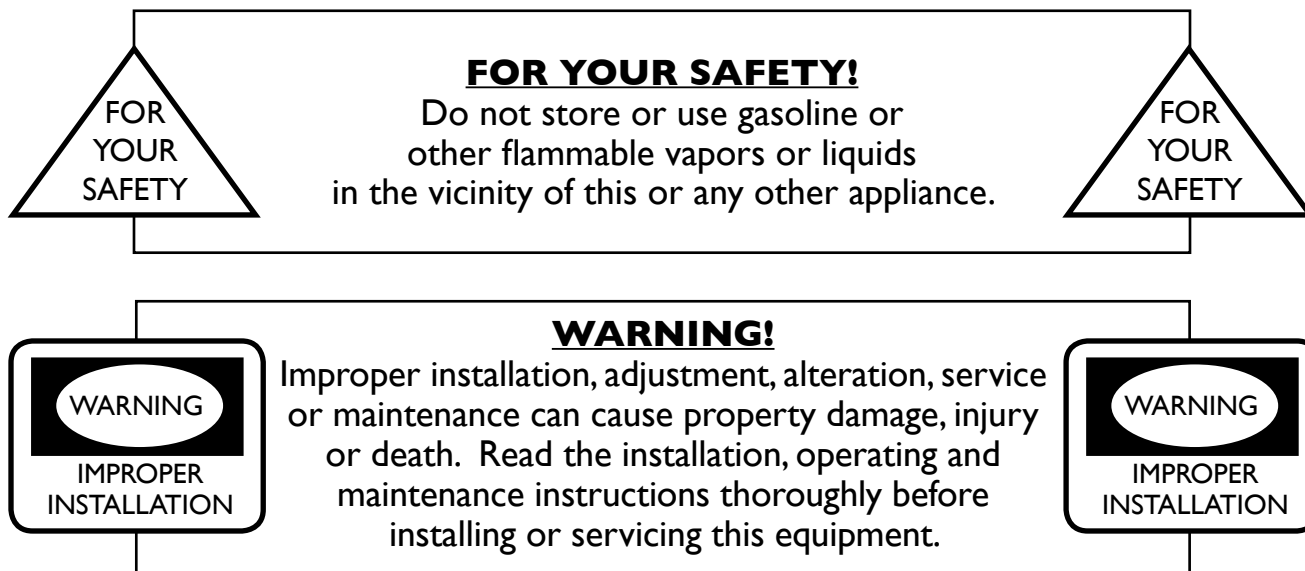 FOR YOUR SAFETY!
FOR
YOUR
SAFETY
Do not store or use gasoline or
other flammable vapors or liquids
in the vicinity of this or any other appliance.
FOR
YOUR
SAFETY
WARNING!
WARNING
IMPROPER
INSTALLATION
Improper installation, adjustment, alteration, service
or maintenance can cause property damage, injury
or death.  Read the installation, operating and
maintenance instructions thoroughly before
installing or servicing this equipment.
WARNING
IMPROPER
INSTALLATION